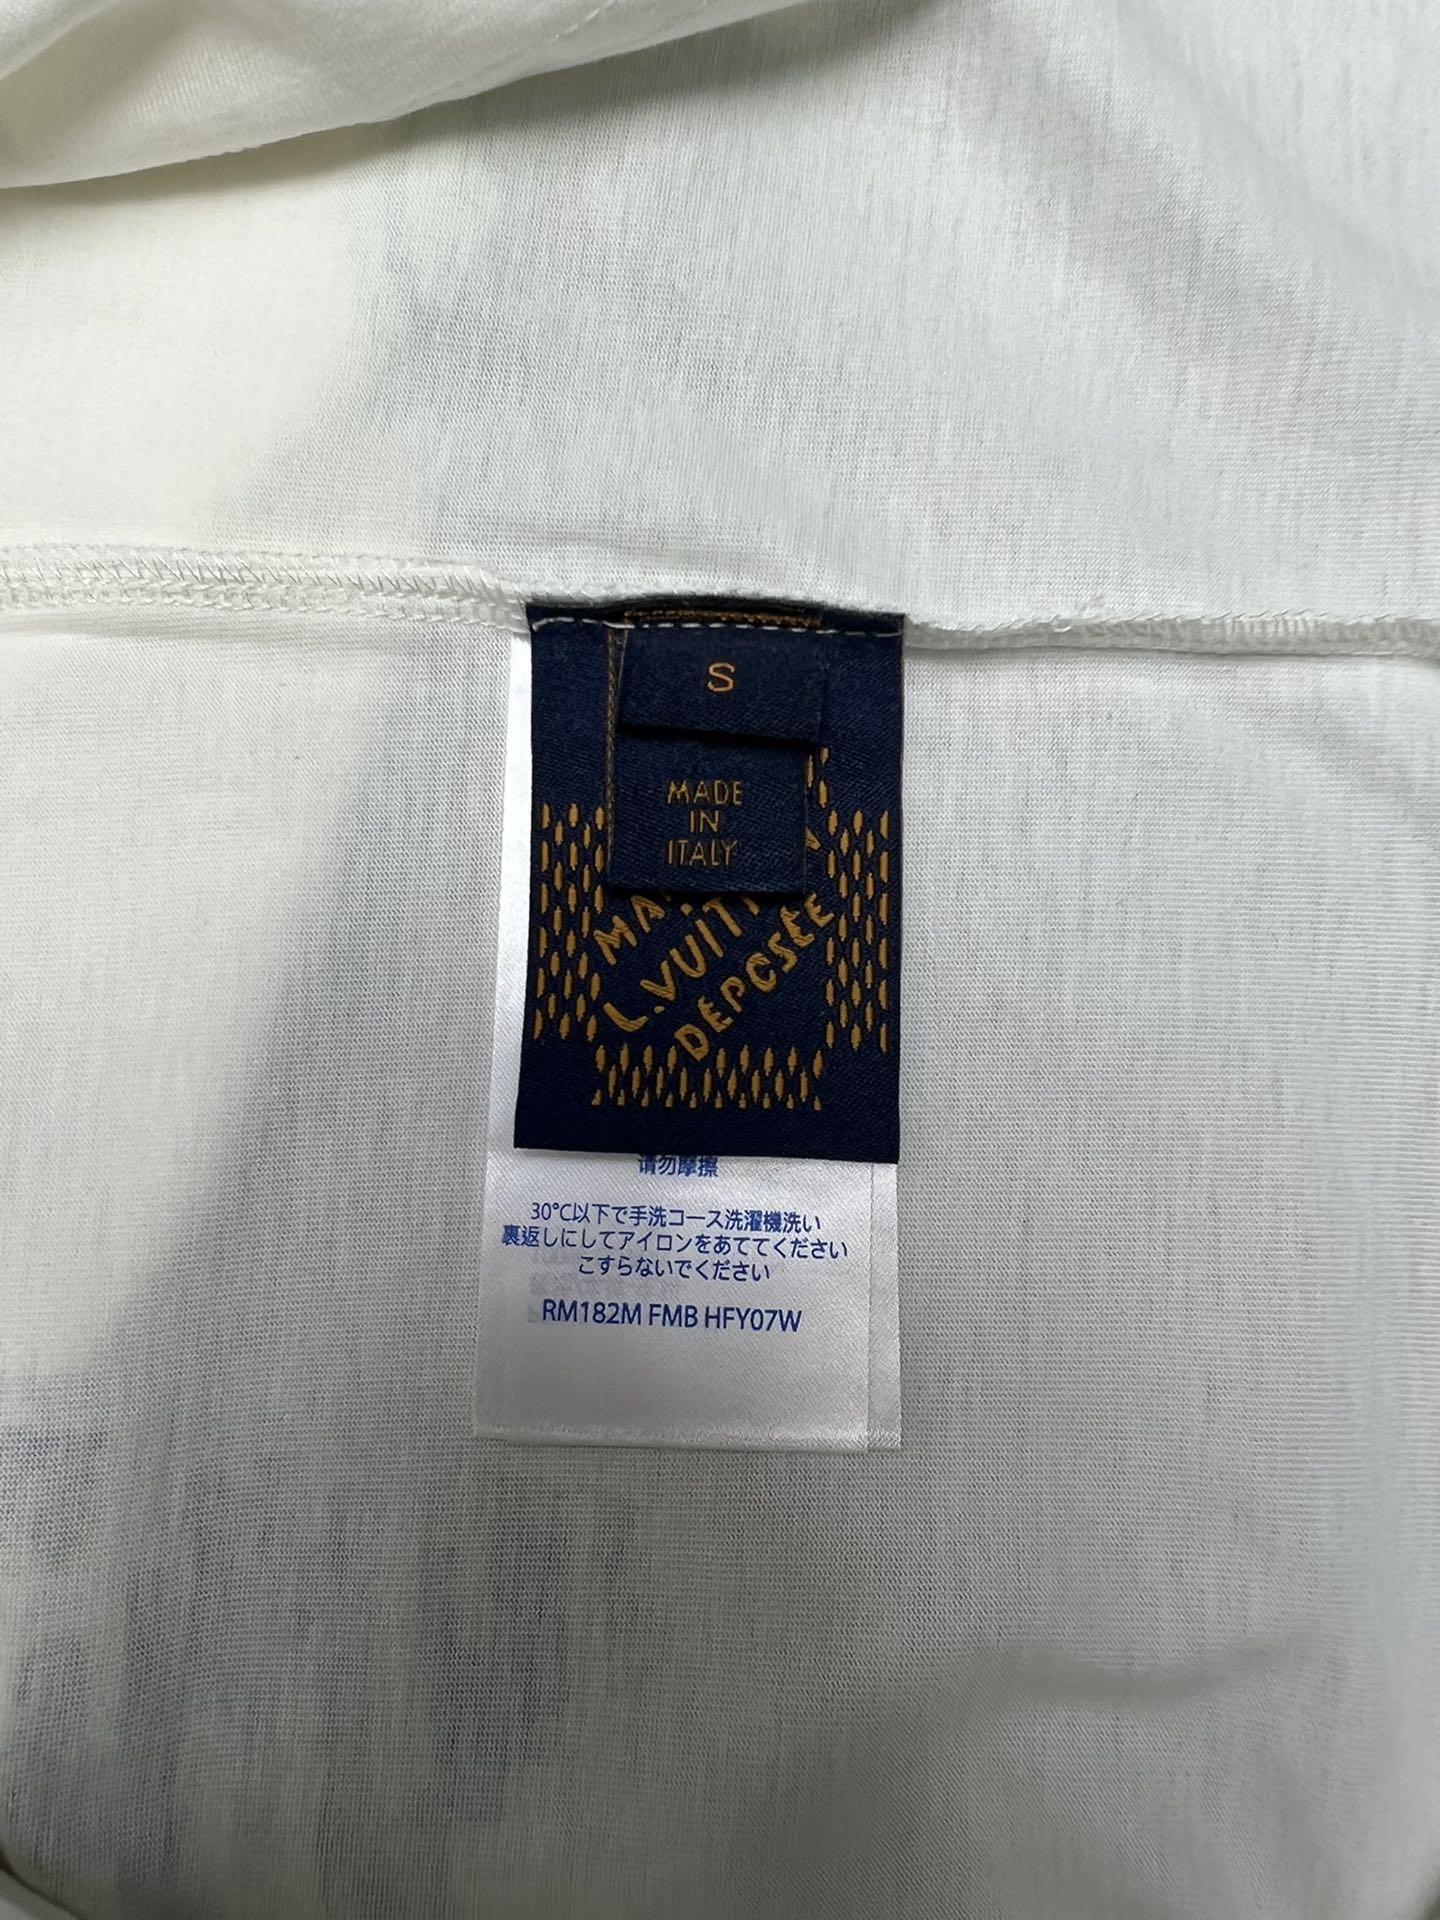 S
MADE
IN
ITALY
L.VUITT
DEPOSÉE
请勿摩擦
30°C以下で手洗コース洗濯機洗い
裏返しにしてアイロンをあててください
こすらないでください
RM182M FMB HFY07W